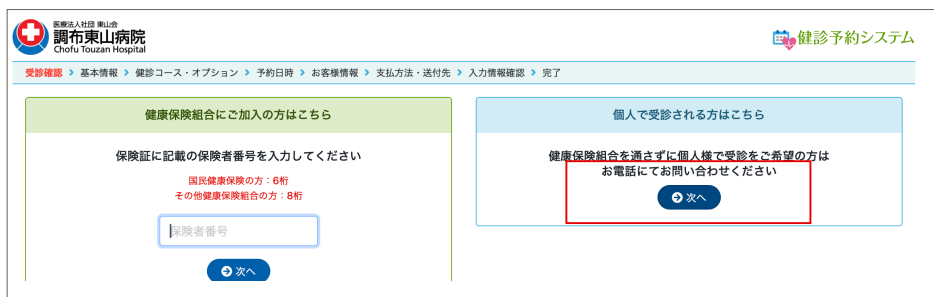 医療法人社団 東山会
調布東山病院
Chofu Touzan Hospital
健診予約システム
受診確認 > 基本情報 > 健診コース・オプション > 予約日時 > お客様情報 > 支払方法・送付先 > 入力情報確認 > 完了
健康保険組合にご加入の方はこちら
保険証に記載の保険者番号を入力してください
国民健康保険の方：6桁
その他健康保険組合の方：8桁
保険者番号
次へ
個人で受診される方はこちら
健康保険組合を通さずに個人様で受診をご希望の方は
お電話にてお問い合わせください
次へ